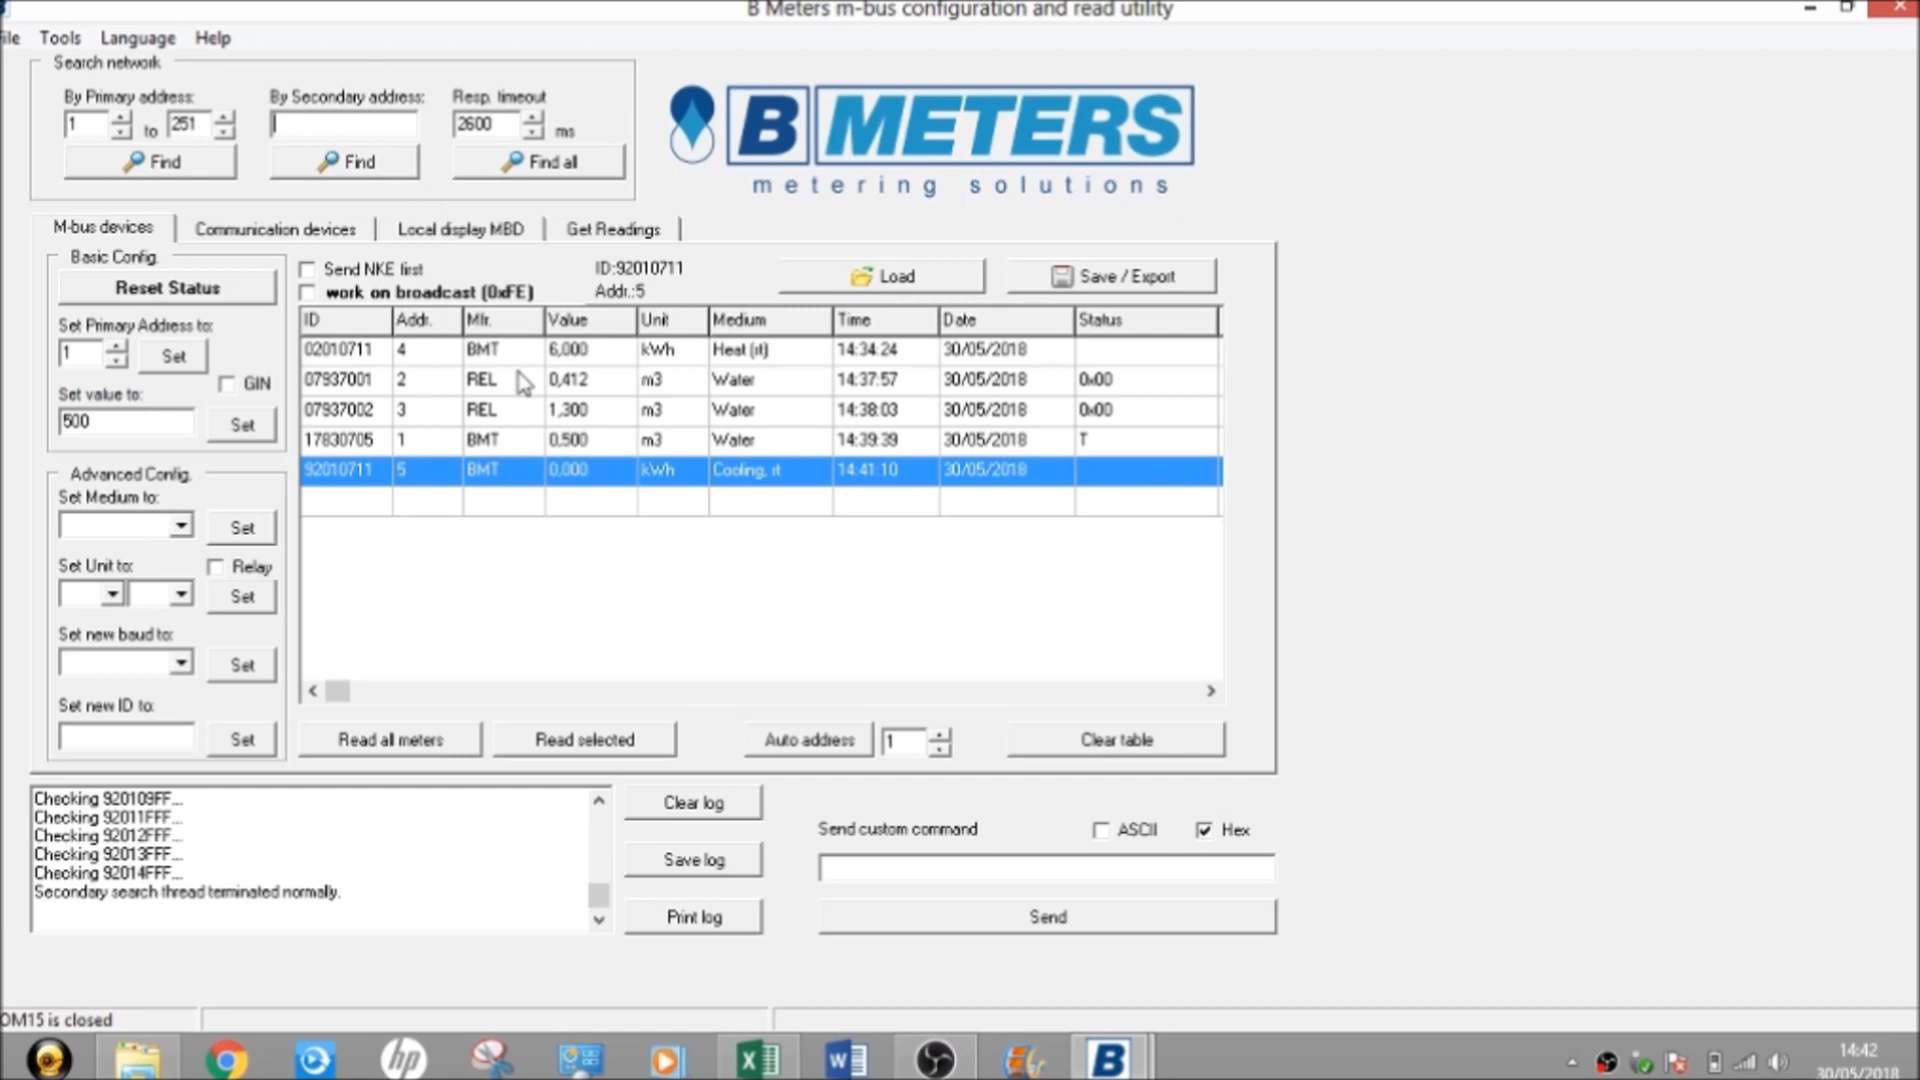 B Meters m-bus configuration and read utility
ile Tools Language Help
Search network
By Primary address: By Secondary address: Resp. timeout
1 to 251 2600 ms
Find Find Find all
B METERS
metering solutions
M-bus devices Communication devices Local display MBD Get Readings
Basic Config.
Reset Status
Set Primary Address to:
1 Set
GIN
Set value to:
500 Set
Advanced Config.
Set Medium to:
Set
Set Unit to: Relay
Set
Set new baud to:
Set
Set new ID to:
Set
Send NKE first ID:92010711 Load Save / Export
work on broadcast (0xFE) Addr.:5
ID Addr. Mfr. Value Unit Medium Time Date Status
02010711 4 BMT 6,000 kWh Heat (rt) 14:34:24 30/05/2018
07937001 2 REL 0,412 m3 Water 14:37:57 30/05/2018 0x00
07937002 3 REL 1,300 m3 Water 14:38:03 30/05/2018 0x00
17830705 1 BMT 0,500 m3 Water 14:39:39 30/05/2018 T
92010711 5 BMT 0,000 kWh Cooling, rt 14:41:10 30/05/2018
Read all meters Read selected Auto address 1 Clear table
Checking 920109FF...
Checking 92011FFF...
Checking 92012FFF...
Checking 92013FFF...
Checking 92014FFF...
Secondary search thread terminated normally.
Clear log
Save log
Print log
Send custom command ASCII Hex
Send
OM15 is closed
hp
X
W
B
14:42
30/05/2018